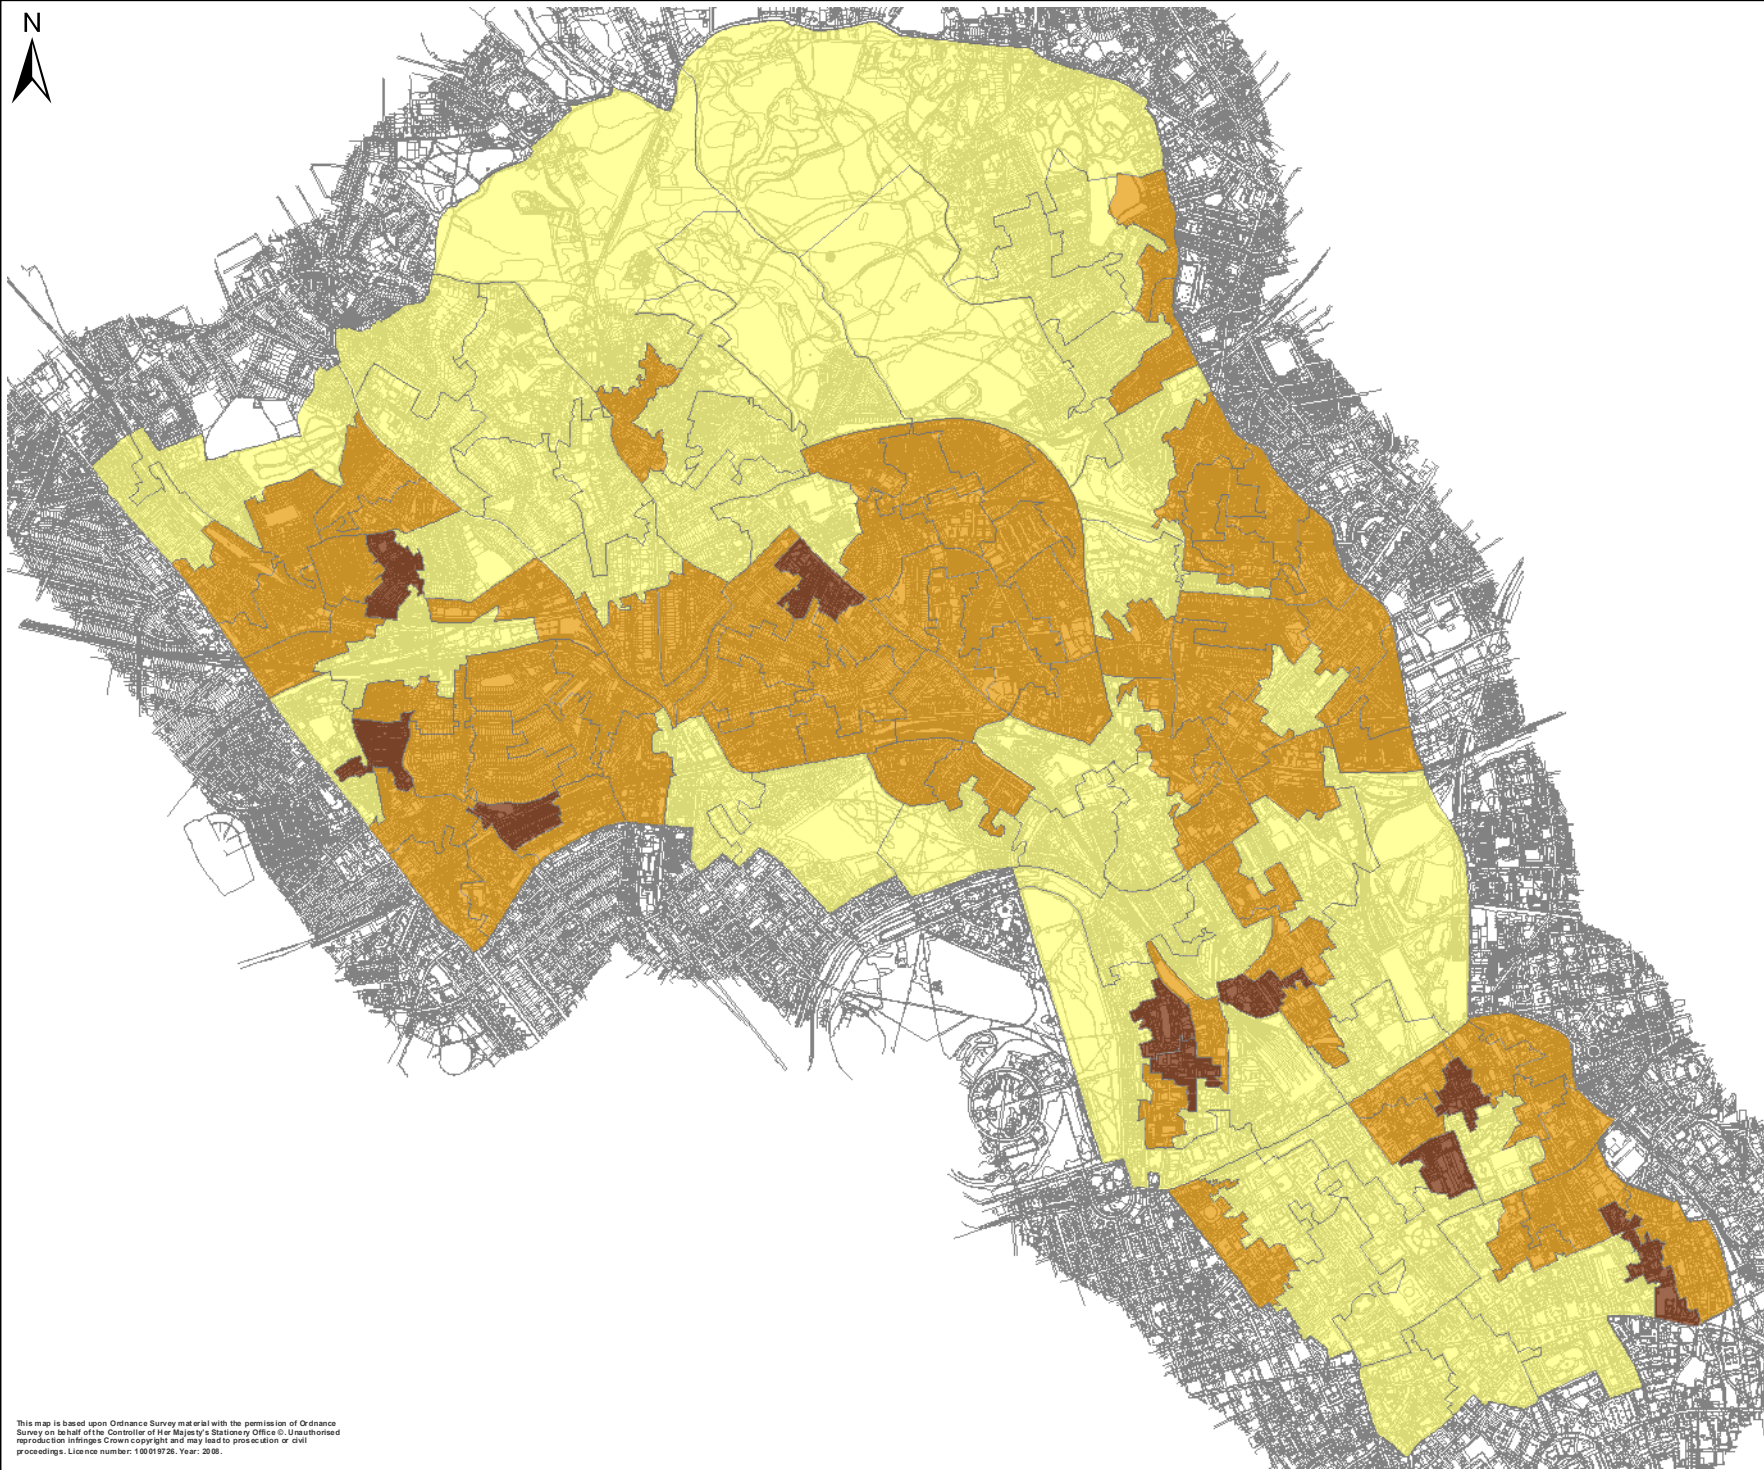 N
This map is based upon Ordnance Survey material with the permission of Ordnance
Survey on behalf of the Controller of Her Majesty's Stationery Office ©. Unauthorised
reproduction infringes Crown copyright and may lead to prosecution or civil
proceedings. Licence number: 100019726. Year: 2008.